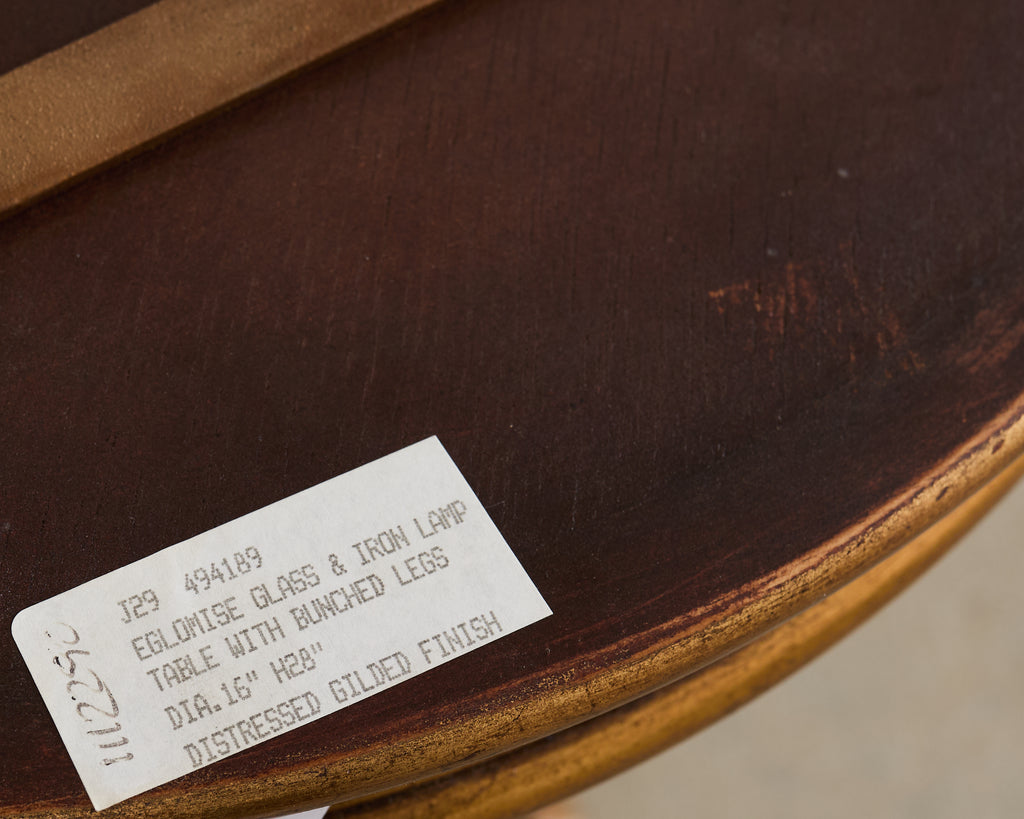 J29 494189
EGLOMISE GLASS & IRON LAMP
TABLE WITH BUNCHED LEGS
DIA.16" H28"
DISTRESSED GILDED FINISH